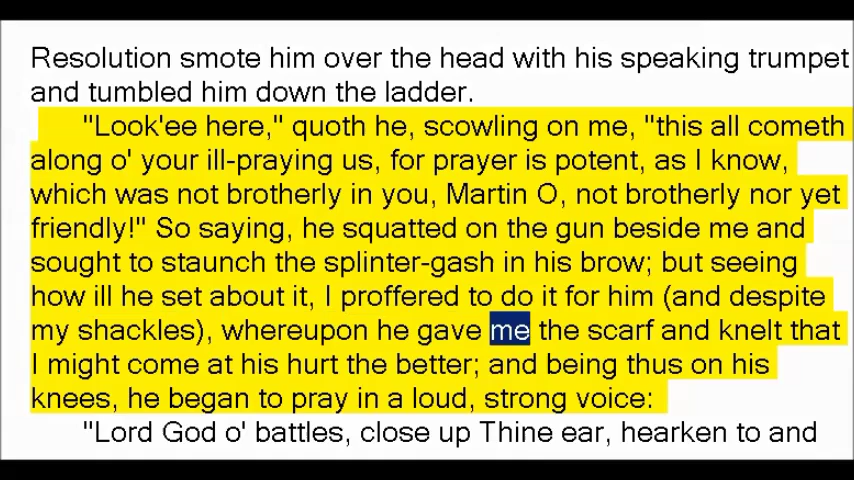 Resolution smote him over the head with his speaking trumpet
and tumbled him down the ladder.
"Look'ee here," quoth he, scowling on me, "this all cometh
along o' your ill-praying us, for prayer is potent, as I know,
which was not brotherly in you, Martin O, not brotherly nor yet
friendly!" So saying, he squatted on the gun beside me and
sought to staunch the splinter-gash in his brow; but seeing
how ill he set about it, I proffered to do it for him (and despite
my shackles), whereupon he gave me the scarf and knelt that
I might come at his hurt the better; and being thus on his
knees, he began to pray in a loud, strong voice:
"Lord God o' battles, close up Thine ear, hearken to and